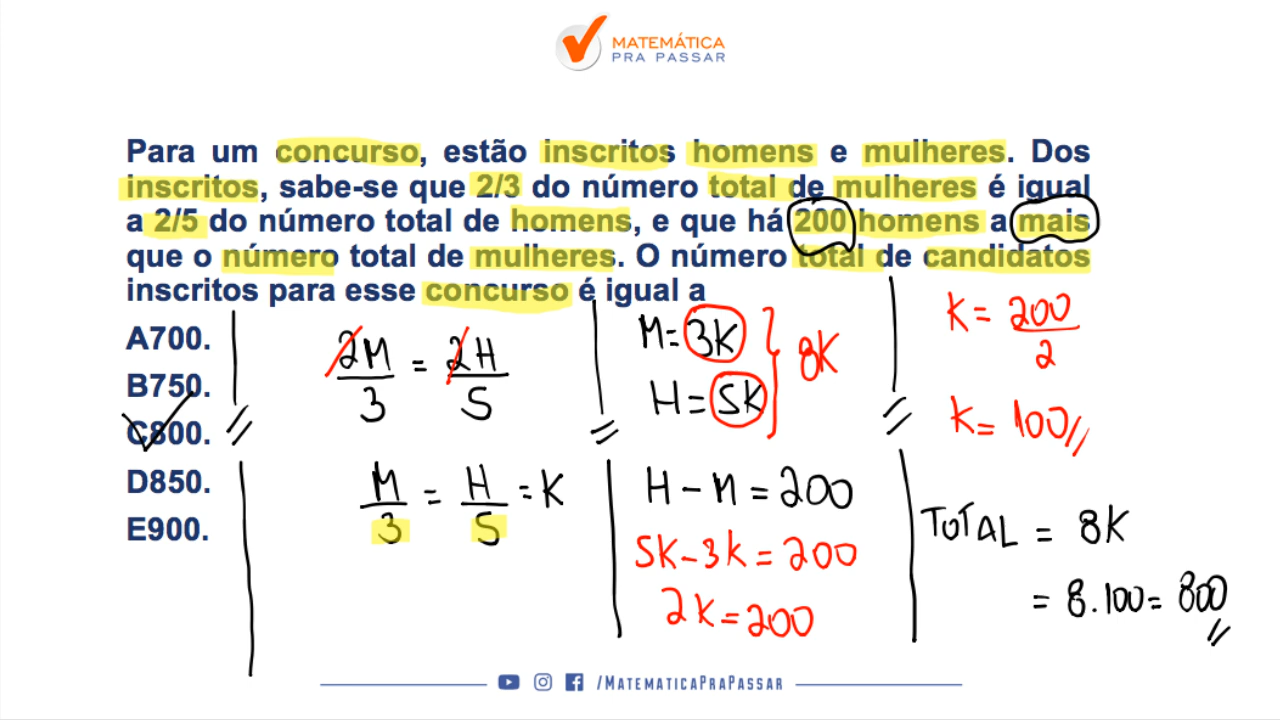 MATEMÁTICA
PRA PASSAR
Para um concurso, estão inscritos homens e mulheres. Dos
inscritos, sabe-se que 2/3 do número total de mulheres é igual
a 2/5 do número total de homens, e que há 200 homens a mais
que o número total de mulheres. O número total de candidatos
inscritos para esse concurso é igual a
A700.
B750.
C800.
D850.
E900.
2M/3 = 2H/5
M/3 = H/5 = K
M = 3K
H = 5K
8K
H - M = 200
5K - 3K = 200
2K = 200
K = 200/2
K = 100//
TOTAL = 8K
= 8.100 = 800
/MATEMATICAPRAPASSAR